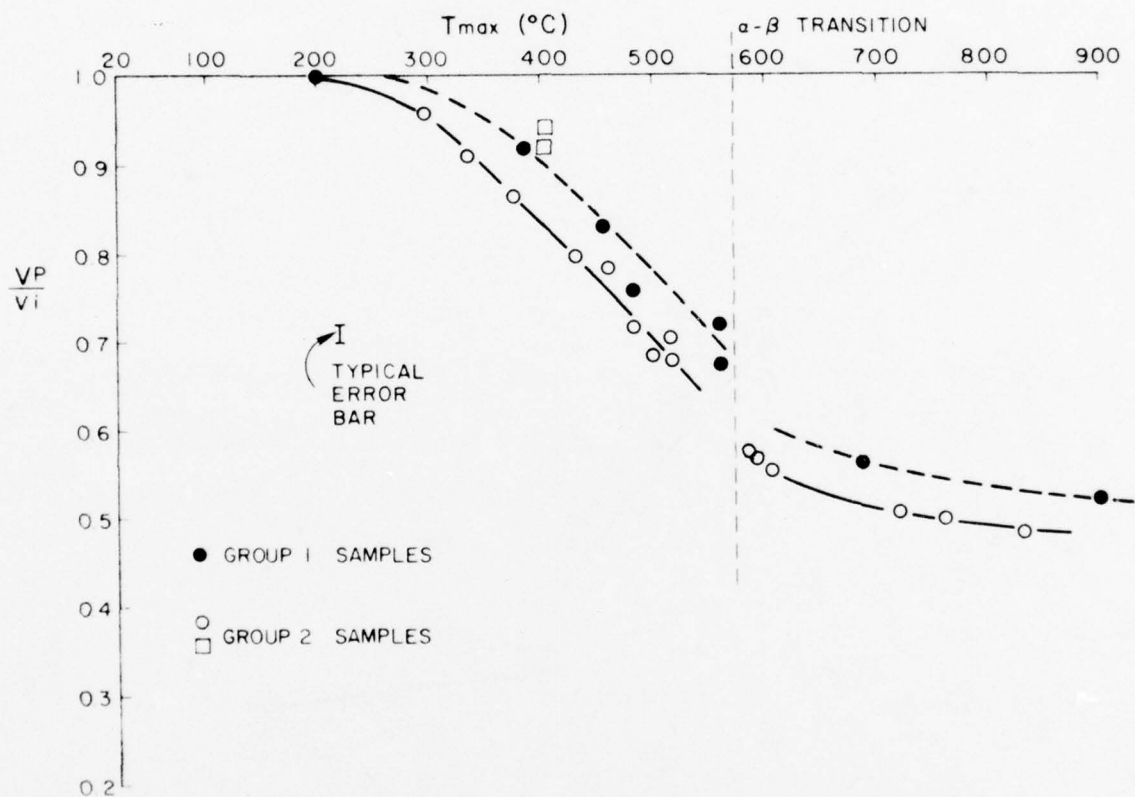 Tmax (°C)
α-β TRANSITION
20 100 200 300 400 500 600 700 800 900
1 0
0 9
0 8
0 7
0 6
0 5
0 4
0 3
0 2
VP
Vi
TYPICAL
ERROR
BAR
GROUP 1 SAMPLES
GROUP 2 SAMPLES